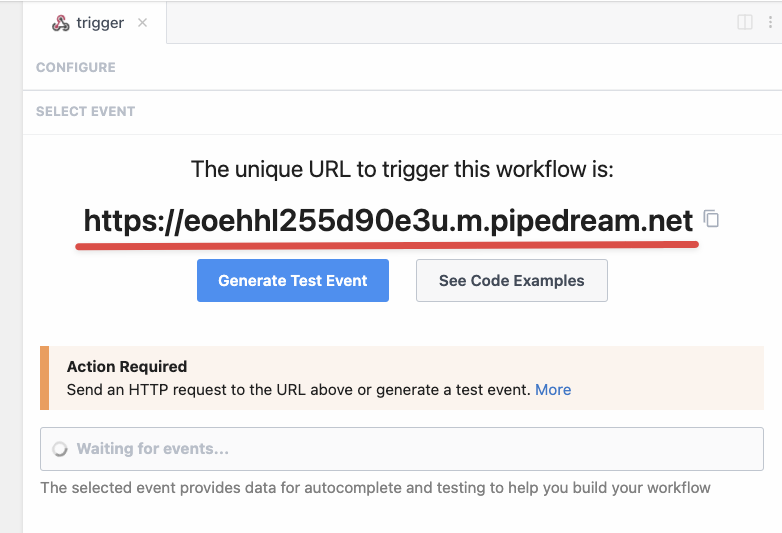 trigger
CONFIGURE
SELECT EVENT
The unique URL to trigger this workflow is:
https://eoehhl255d90e3u.m.pipedream.net
Generate Test Event
See Code Examples
Action Required
Send an HTTP request to the URL above or generate a test event. More
Waiting for events...
The selected event provides data for autocomplete and testing to help you build your workflow